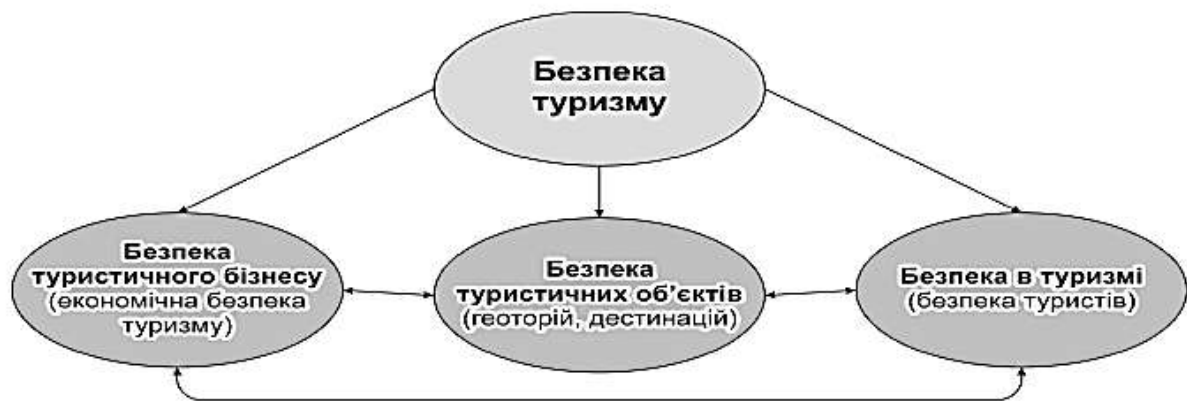 Безпека
туризму
Безпека
туристичного бізнесу
(економічна безпека
туризму)
Безпека
туристичних об’єктів
(геоторій, дестинацій)
Безпека в туризмі
(безпека туристів)